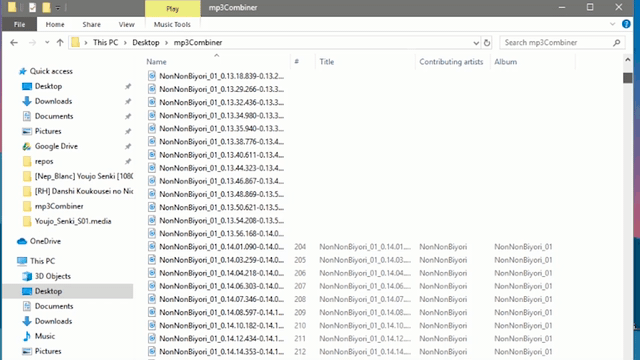 Play
mp3Combiner
File Home Share View Music Tools
This PC > Desktop > mp3Combiner
Search mp3Combiner
Name # Title Contributing artists Album
Quick access
Desktop
Downloads
Documents
Pictures
Google Drive
repos
[Nep_Blanc] Youjo Senki [1080
[RH] Danshi Koukousei no Nic
mp3Combiner
Youjo_Senki_S01.media
OneDrive
This PC
3D Objects
Desktop
Documents
Downloads
Music
Pictures
NonNonBiyori_01_0.13.18.839-0.13.2...
NonNonBiyori_01_0.13.29.266-0.13.3...
NonNonBiyori_01_0.13.32.436-0.13.3...
NonNonBiyori_01_0.13.34.980-0.13.3...
NonNonBiyori_01_0.13.35.940-0.13.3...
NonNonBiyori_01_0.13.38.776-0.13.4...
NonNonBiyori_01_0.13.40.611-0.13.4...
NonNonBiyori_01_0.13.44.323-0.13.4...
NonNonBiyori_01_0.13.46.867-0.13.4...
NonNonBiyori_01_0.13.48.869-0.13.5...
NonNonBiyori_01_0.13.50.621-0.13.5...
NonNonBiyori_01_0.13.54.208-0.13.5...
NonNonBiyori_01_0.13.56.168-0.14.0...
NonNonBiyori_01_0.14.01.090-0.14.0... 204 NonNonBiyori_01_0.14.01.... NonNonBiyori NonNonBiyori_01
NonNonBiyori_01_0.14.03.259-0.14.0... 205 NonNonBiyori_01_0.14.03.... NonNonBiyori NonNonBiyori_01
NonNonBiyori_01_0.14.04.218-0.14.0... 206 NonNonBiyori_01_0.14.04.... NonNonBiyori NonNonBiyori_01
NonNonBiyori_01_0.14.06.303-0.14.0... 207 NonNonBiyori_01_0.14.06.... NonNonBiyori NonNonBiyori_01
NonNonBiyori_01_0.14.07.346-0.14.0... 208 NonNonBiyori_01_0.14.07.... NonNonBiyori NonNonBiyori_01
NonNonBiyori_01_0.14.08.807-0.14.1... 209 NonNonBiyori_01_0.14.08.... NonNonBiyori NonNonBiyori_01
NonNonBiyori_01_0.14.10.182-0.14.1... 210 NonNonBiyori_01_0.14.10.... NonNonBiyori NonNonBiyori_01
NonNonBiyori_01_0.14.12.434-0.14.1... 211 NonNonBiyori_01_0.14.12.... NonNonBiyori NonNonBiyori_01
NonNonBiyori_01_0.14.14.353-0.14.1... 212 NonNonBiyori_01_0.14.14.... NonNonBiyori NonNonBiyori_01